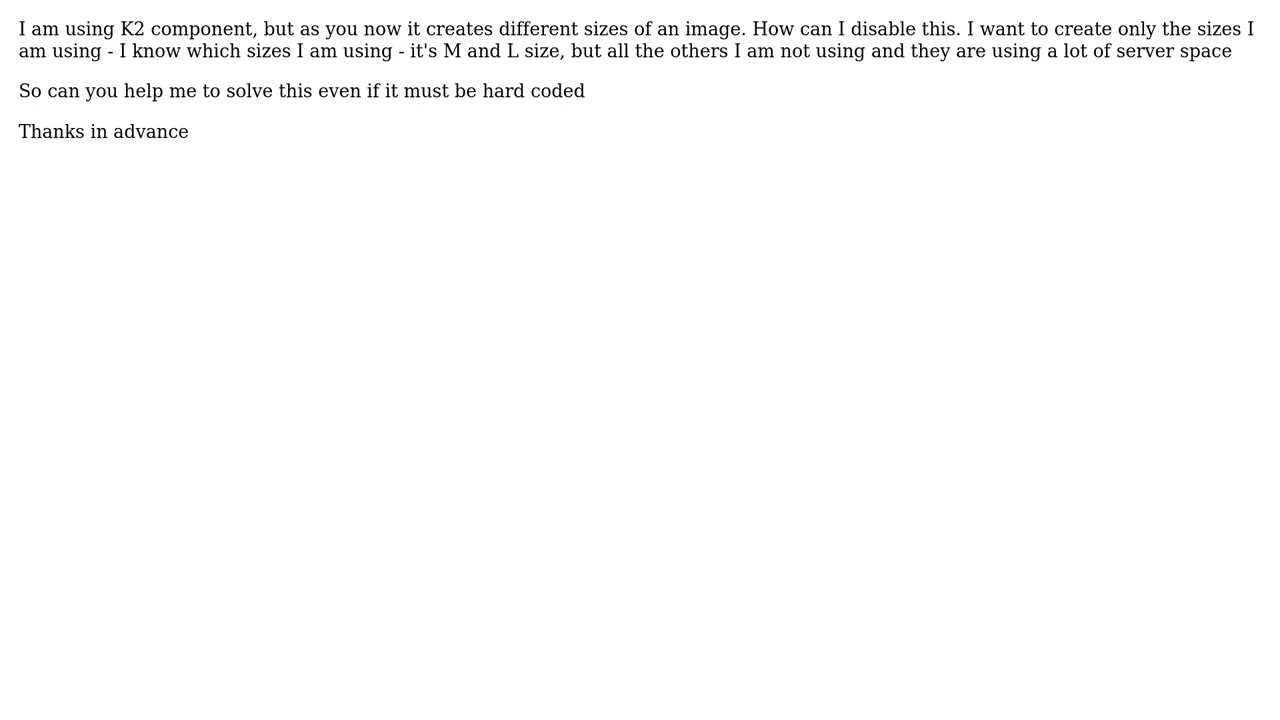 I am using K2 component, but as you now it creates different sizes of an image. How can I disable this. I want to create only the sizes I
am using - I know which sizes I am using - it's M and L size, but all the others I am not using and they are using a lot of server space
So can you help me to solve this even if it must be hard coded
Thanks in advance